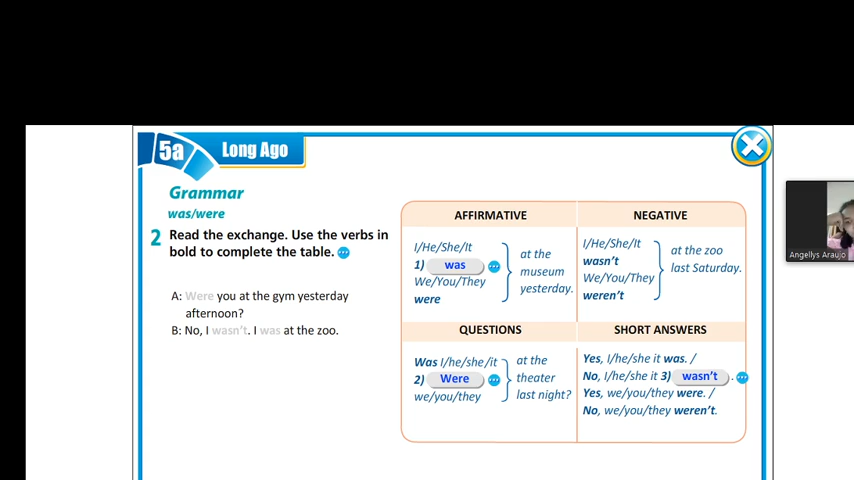 5a Long Ago
Grammar
was/were
2 Read the exchange. Use the verbs in
bold to complete the table.
A: Were you at the gym yesterday
afternoon?
B: No, I wasn't. I was at the zoo.
AFFIRMATIVE
I/He/She/It
1) was
We/You/They
were
at the
museum
yesterday.
NEGATIVE
I/He/She/It
wasn't
We/You/They
weren't
at the zoo
last Saturday.
QUESTIONS
Was I/he/she/it
2) Were
we/you/they
at the
theater
last night?
SHORT ANSWERS
Yes, I/he/she it was. /
No, I/he/she it 3) wasn't .
Yes, we/you/they were. /
No, we/you/they weren't.
Angellys Araujo